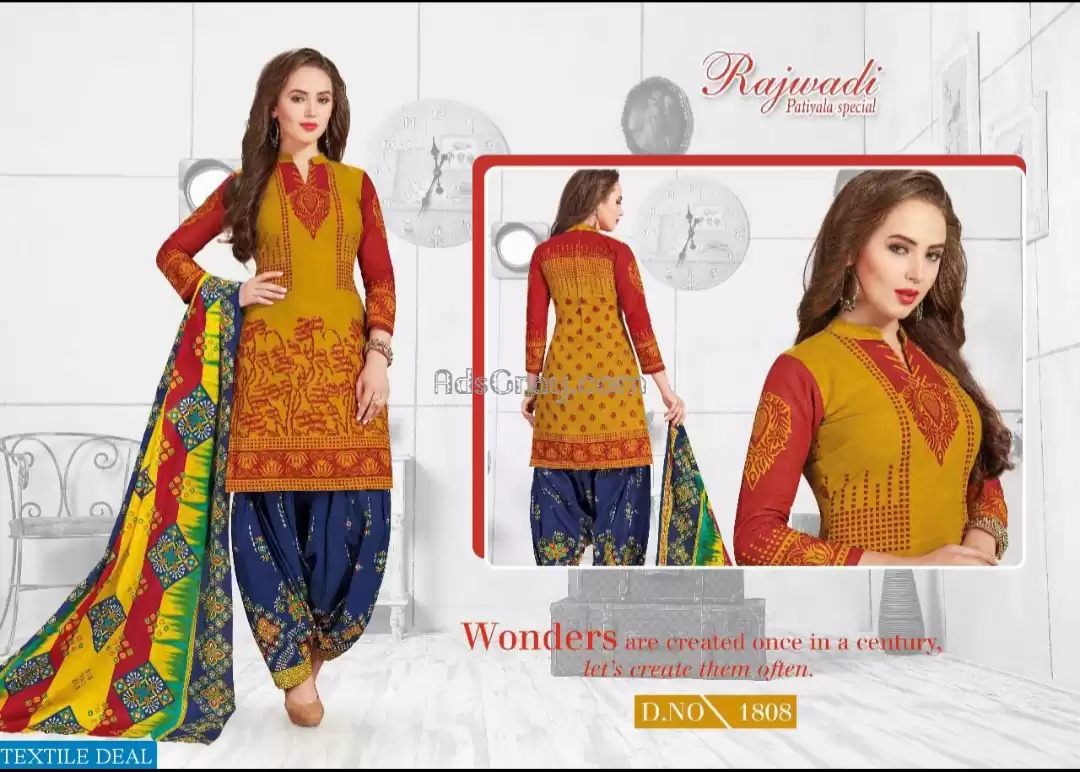 Rajwadi
Patiyala special
Wonders are created once in a century,
let's create them often.
D.NO 1808
TEXTILE DEAL